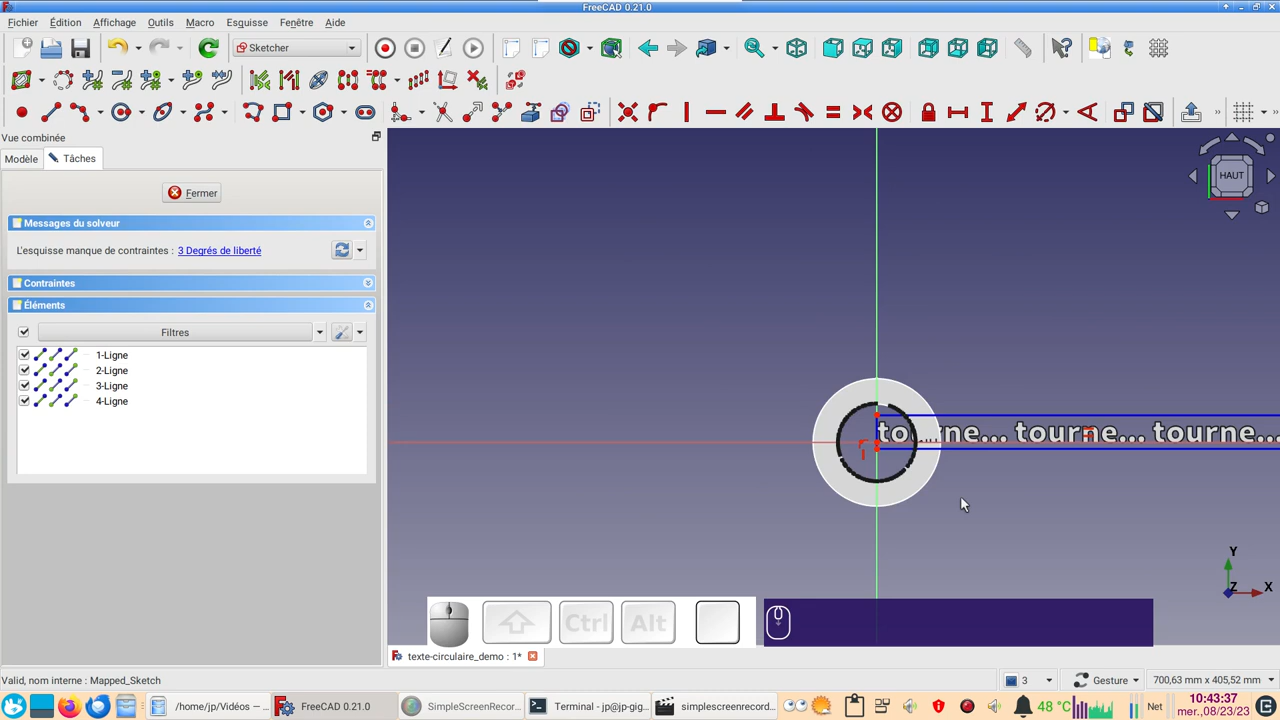 FreeCAD 0.21.0
Fichier Édition Affichage Outils Macro Esquisse Fenêtre Aide
Sketcher
Vue combinée
Modèle Tâches
Fermer
Messages du solveur
L'esquisse manque de contraintes : 3 Degrés de liberté
Contraintes
Éléments
Filtres
1-Ligne
2-Ligne
3-Ligne
4-Ligne
HAUT
tourne... tourne... tourne...
Y
Z X
Ctrl Alt
texte-circulaire_demo : 1*
Valid, nom interne : Mapped_Sketch
3 Gesture 700,63 mm x 405,52 mm
/home/jp/Vidéos — ... FreeCAD 0.21.0 SimpleScreenRecor... Terminal - jp@jp-gig... simplescreenrecord... 48 °C Net 10:43:37
mer.,08/23/23